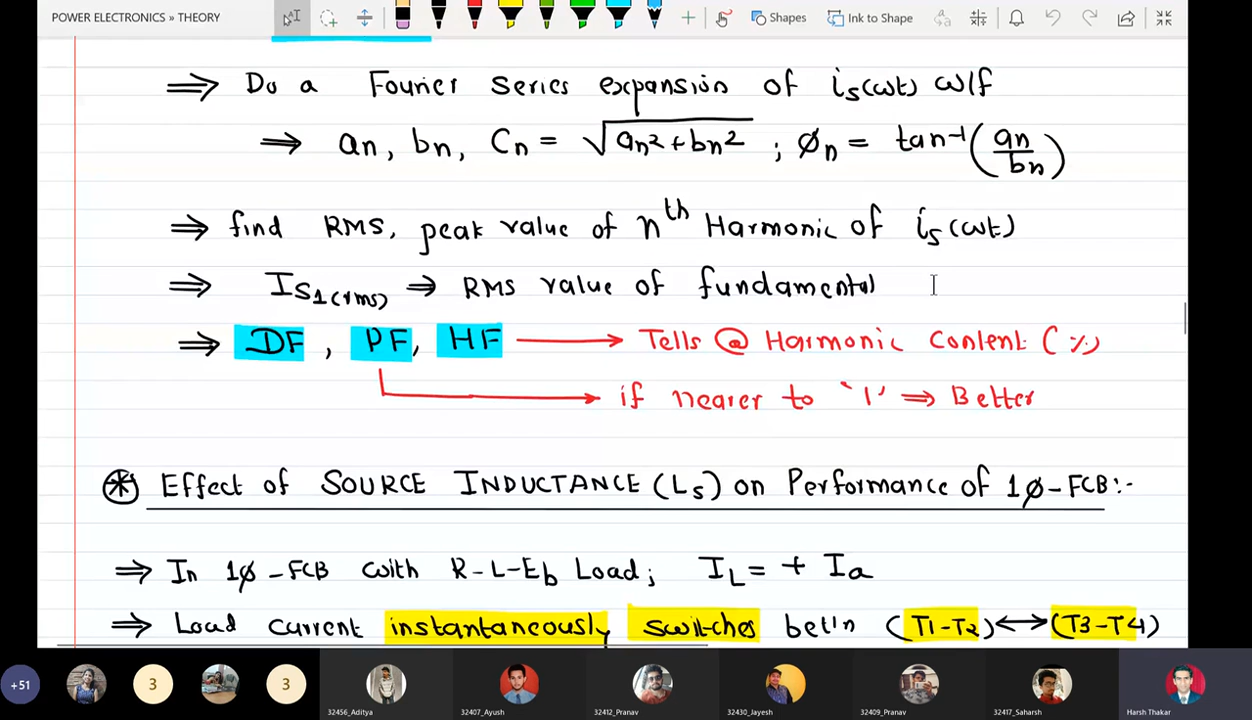 POWER ELECTRONICS » THEORY
Shapes
Ink to Shape
⇒ Do a Fourier Series expansion of is(ωt) w/f
⇒ an, bn, Cn = √(an²+bn²) ; Øn = tan⁻¹(an/bn)
⇒ find RMS, peak value of nth Harmonic of is(ωt)
⇒ IS1(rms) ⇒ RMS value of fundamental
⇒ DF, PF, HF → Tells @ Harmonic Content (%)
→ if nearer to '1' ⇒ Better
* Effect of SOURCE INDUCTANCE (Ls) on Performance of 1Ø-FCB:-
⇒ In 1Ø-FCB with R-L-Eb Load; IL = + Ia
⇒ Load current instantaneously switches betn (T1-T2) ↔ (T3-T4)
+51
3
3
32456_Aditya
32407_Ayush
32412_Pranav
32430_Jayesh
32409_Pranav
32417_Saharsh
Harsh Thakar